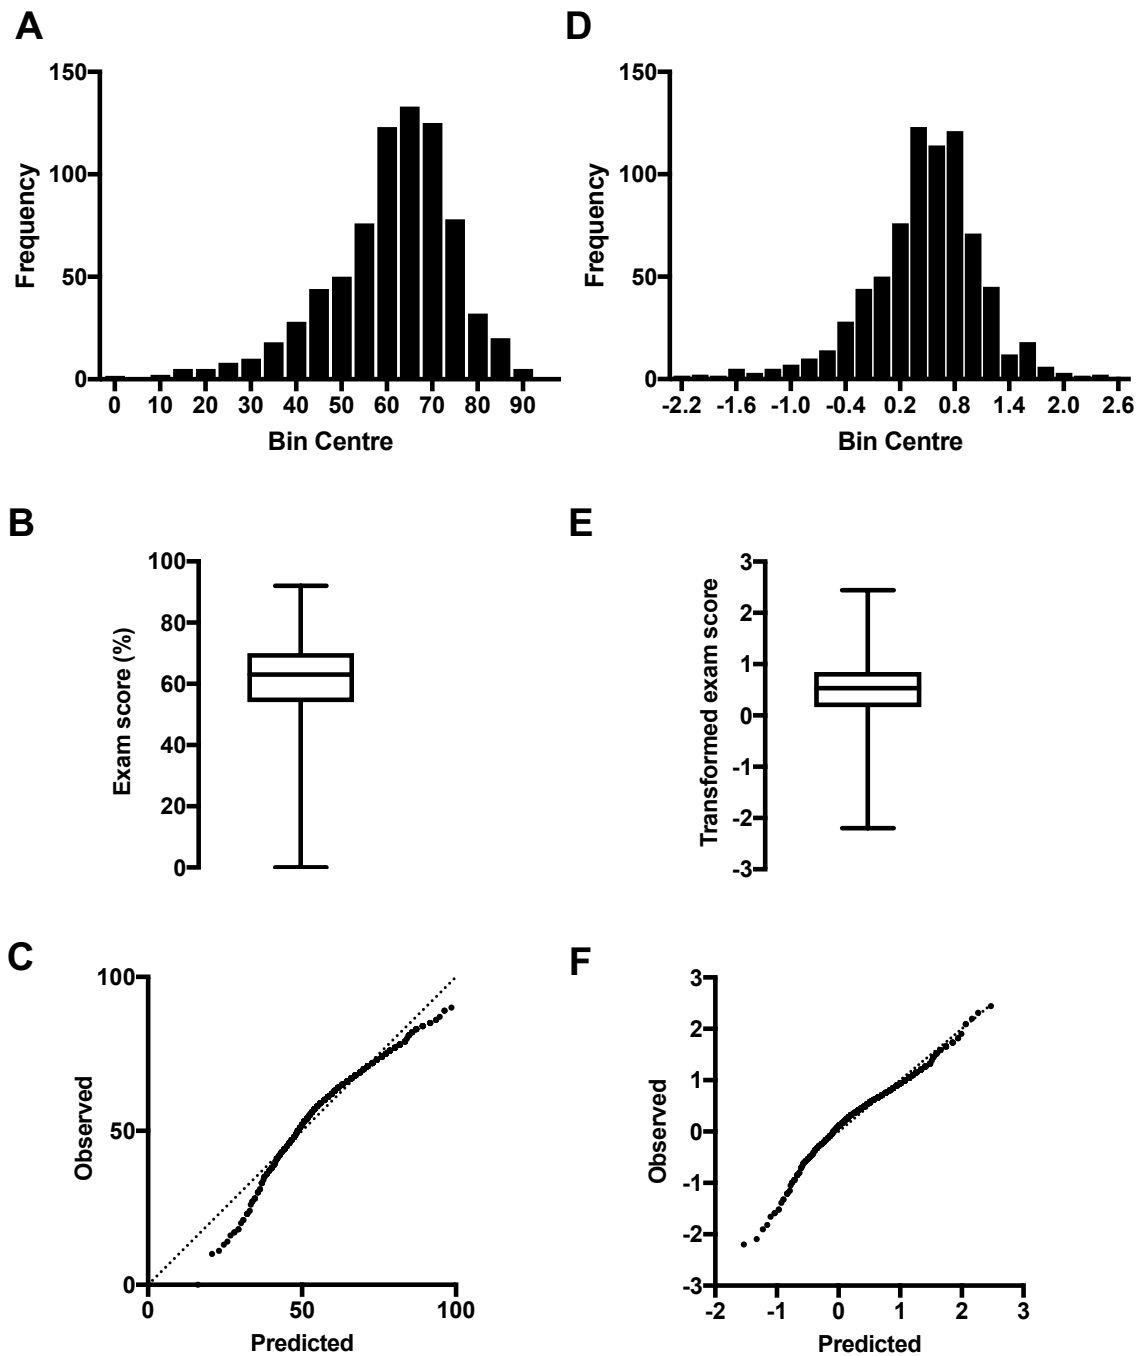 A
150
100
50
0
Frequency
0 10 20 30 40 50 60 70 80 90
Bin Centre
D
150
100
50
0
Frequency
-2.2 -1.6 -1.0 -0.4 0.2 0.8 1.4 2.0 2.6
Bin Centre
B
100
80
60
40
20
0
Exam score (%)
E
3
2
1
0
-1
-2
-3
Transformed exam score
C
100
50
0
Observed
0 50 100
Predicted
F
3
2
1
0
-1
-2
-3
Observed
-2 -1 0 1 2 3
Predicted